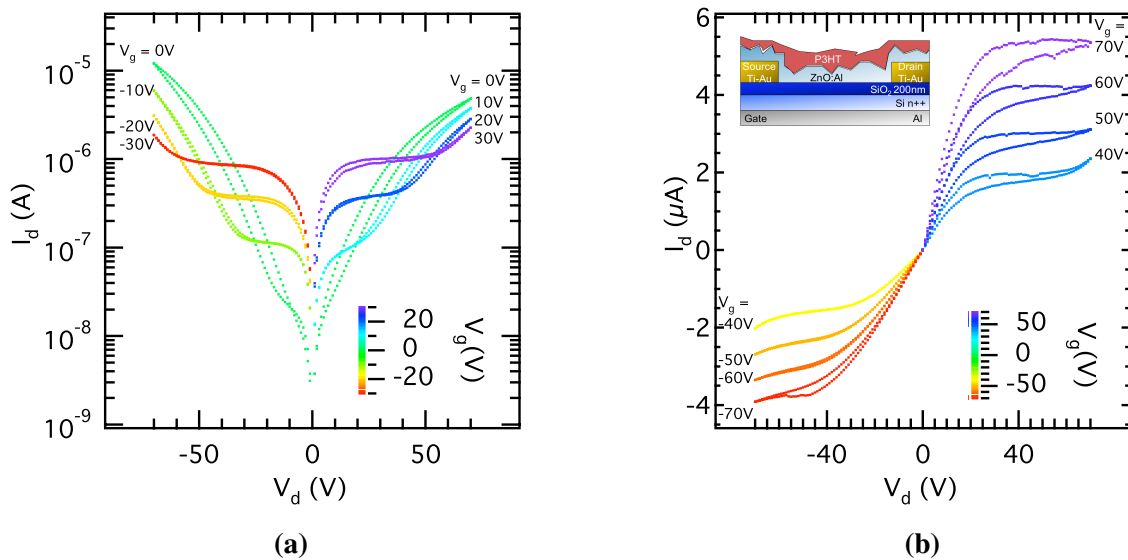 V_g = 0V
-10V
-20V
-30V
V_g = 0V
10V
20V
30V
10^-5
10^-6
10^-7
10^-8
10^-9
I_d (A)
-50
0
50
V_d (V)
20
0
-20
V_g(V)
(a)
6
4
2
0
-2
-4
I_d (µA)
V_g =
70V
60V
50V
40V
P3HT
Source
Ti-Au
Drain
Ti-Au
ZnO:Al
SiO₂ 200nm
Si n++
Gate
Al
V_g =
-40V
-50V
-60V
-70V
50
0
-50
V_g(V)
-40
0
40
V_d (V)
(b)